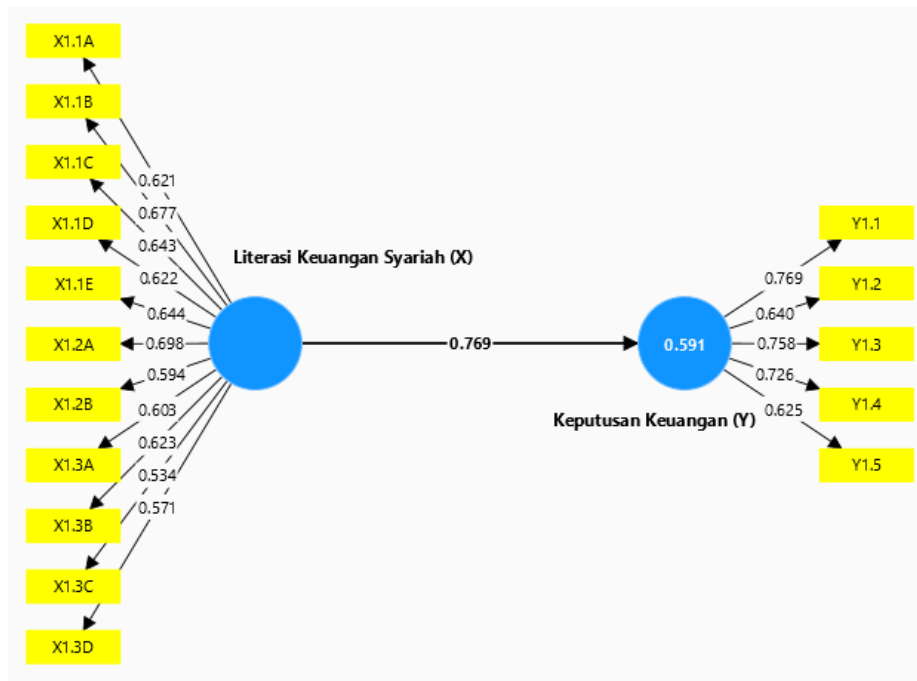 X1.1A
X1.1B
X1.1C
X1.1D
X1.1E
X1.2A
X1.2B
X1.3A
X1.3B
X1.3C
X1.3D
0.621
0.677
0.643
0.622
0.644
0.698
0.594
0.603
0.623
0.534
0.571
Literasi Keuangan Syariah (X)
0.769
0.591
Keputusan Keuangan (Y)
0.769
0.640
0.758
0.726
0.625
Y1.1
Y1.2
Y1.3
Y1.4
Y1.5